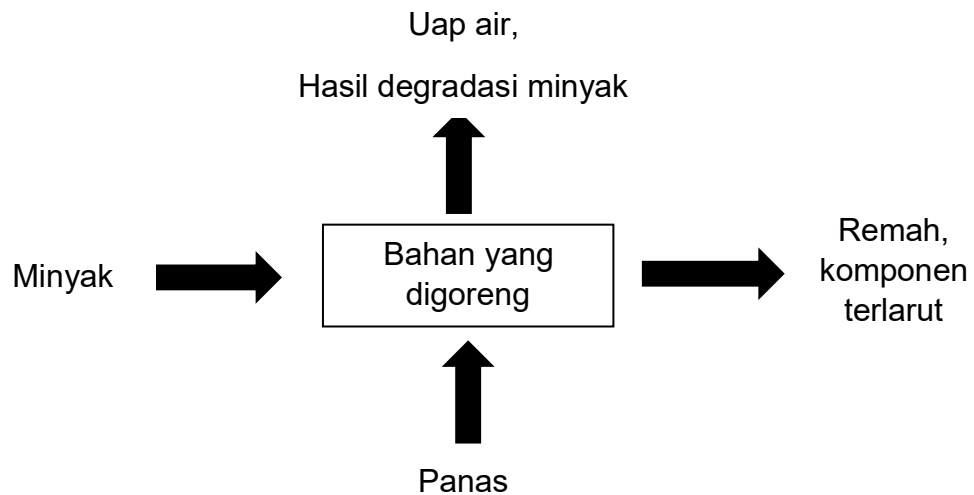 Uap air,
Hasil degradasi minyak
Minyak
Bahan yang
digoreng
Remah,
komponen
terlarut
Panas